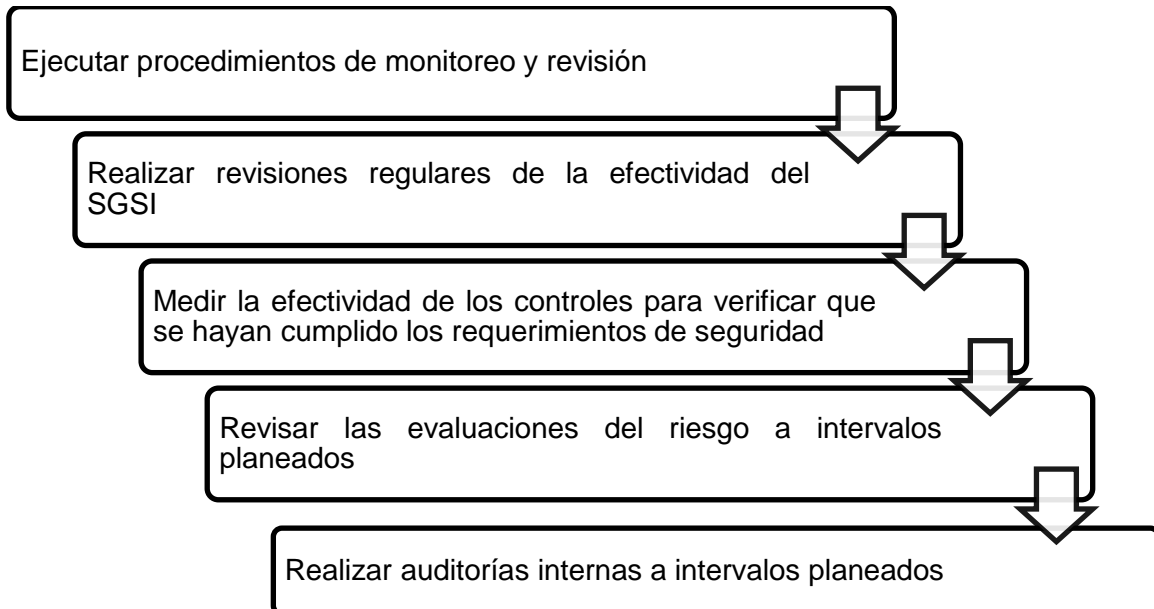 Ejecutar procedimientos de monitoreo y revisión
Realizar revisiones regulares de la efectividad del
SGSI
Medir la efectividad de los controles para verificar que
se hayan cumplido los requerimientos de seguridad
Revisar las evaluaciones del riesgo a intervalos
planeados
Realizar auditorías internas a intervalos planeados